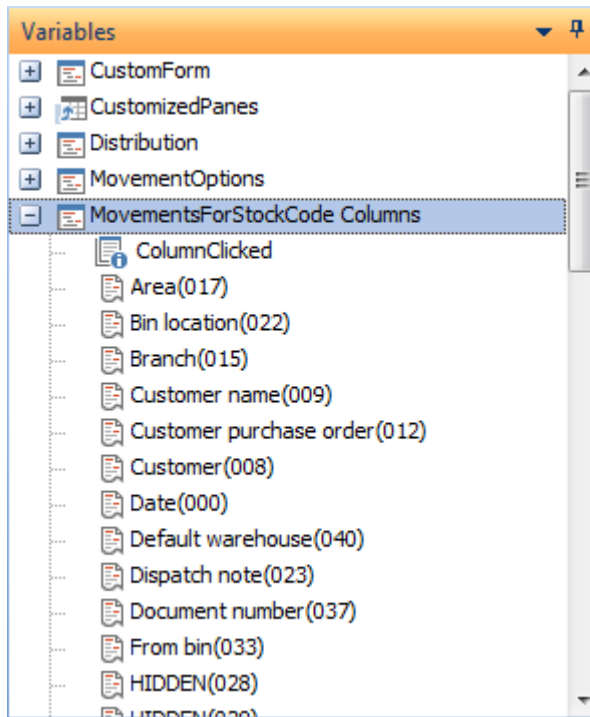 Variables
CustomForm
CustomizedPanes
Distribution
MovementOptions
MovementsForStockCode Columns
ColumnClicked
Area(017)
Bin location(022)
Branch(015)
Customer name(009)
Customer purchase order(012)
Customer(008)
Date(000)
Default warehouse(040)
Dispatch note(023)
Document number(037)
From bin(033)
HIDDEN(028)